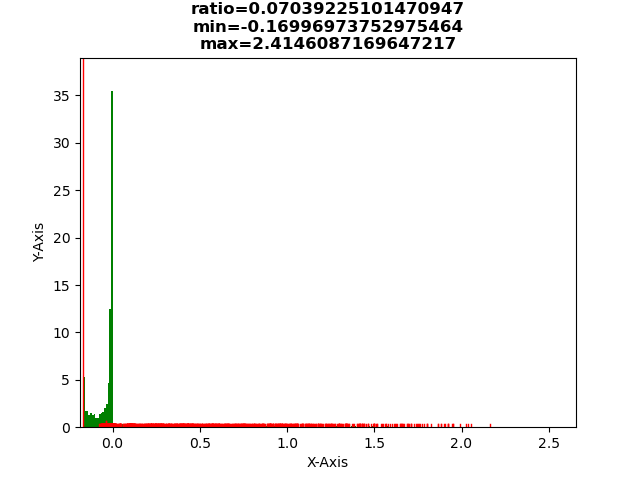 ratio=0.07039225101470947
min=-0.16996973752975464
max=2.4146087169647217
35
30
25
20
15
10
5
0
Y-Axis
0.0 0.5 1.0 1.5 2.0 2.5
X-Axis